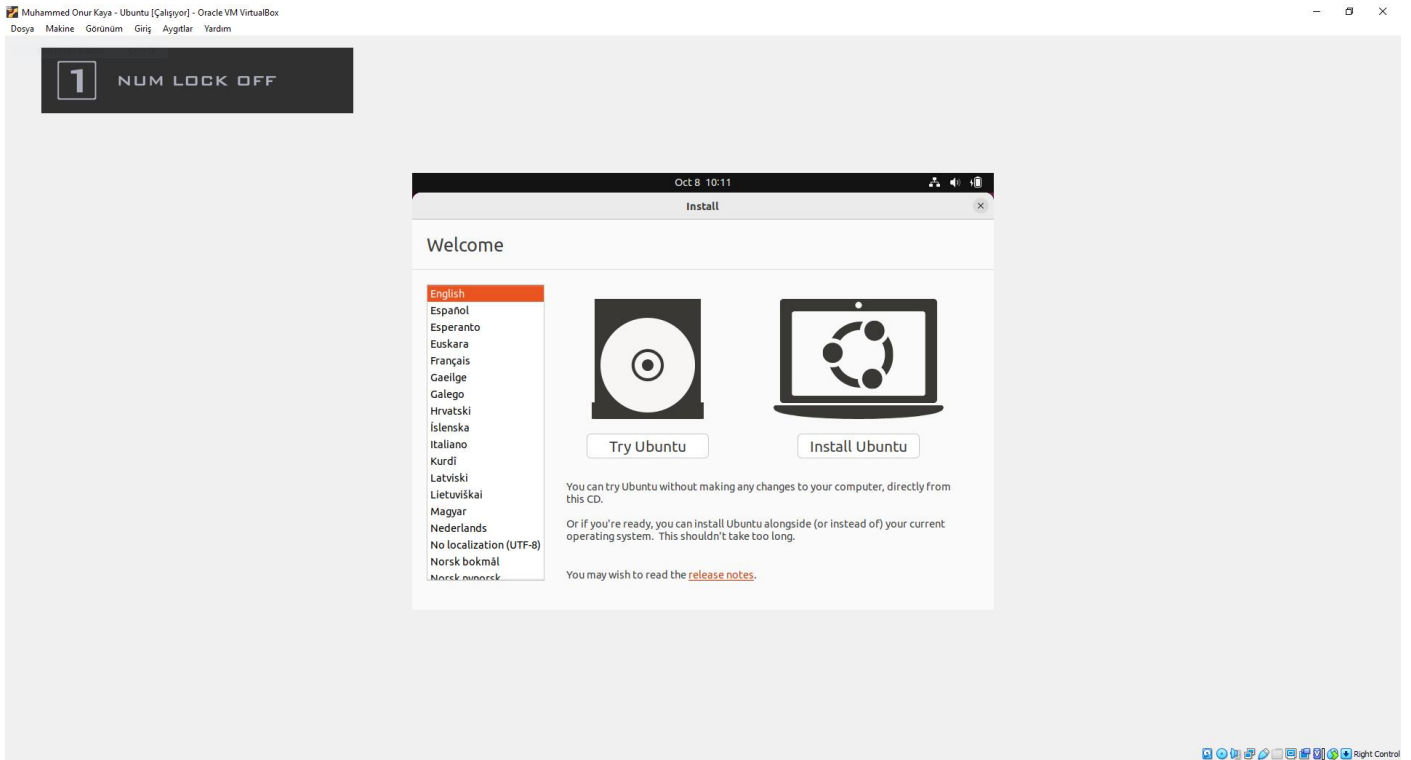 Muhammed Onur Kaya - Ubuntu [Çalışıyor] - Oracle VM VirtualBox
Dosya Makine Görünüm Giriş Aygıtlar Yardım
1 NUM LOCK OFF
Oct 8 10:11
Install
Welcome
English
Español
Esperanto
Euskara
Français
Gaeilge
Galego
Hrvatski
Íslenska
Italiano
Kurdî
Latviski
Lietuviškai
Magyar
Nederlands
No localization (UTF-8)
Norsk bokmål
Norsk nynorsk
Try Ubuntu
Install Ubuntu
You can try Ubuntu without making any changes to your computer, directly from
this CD.
Or if you're ready, you can install Ubuntu alongside (or instead of) your current
operating system. This shouldn't take too long.
You may wish to read the release notes.
Right Control